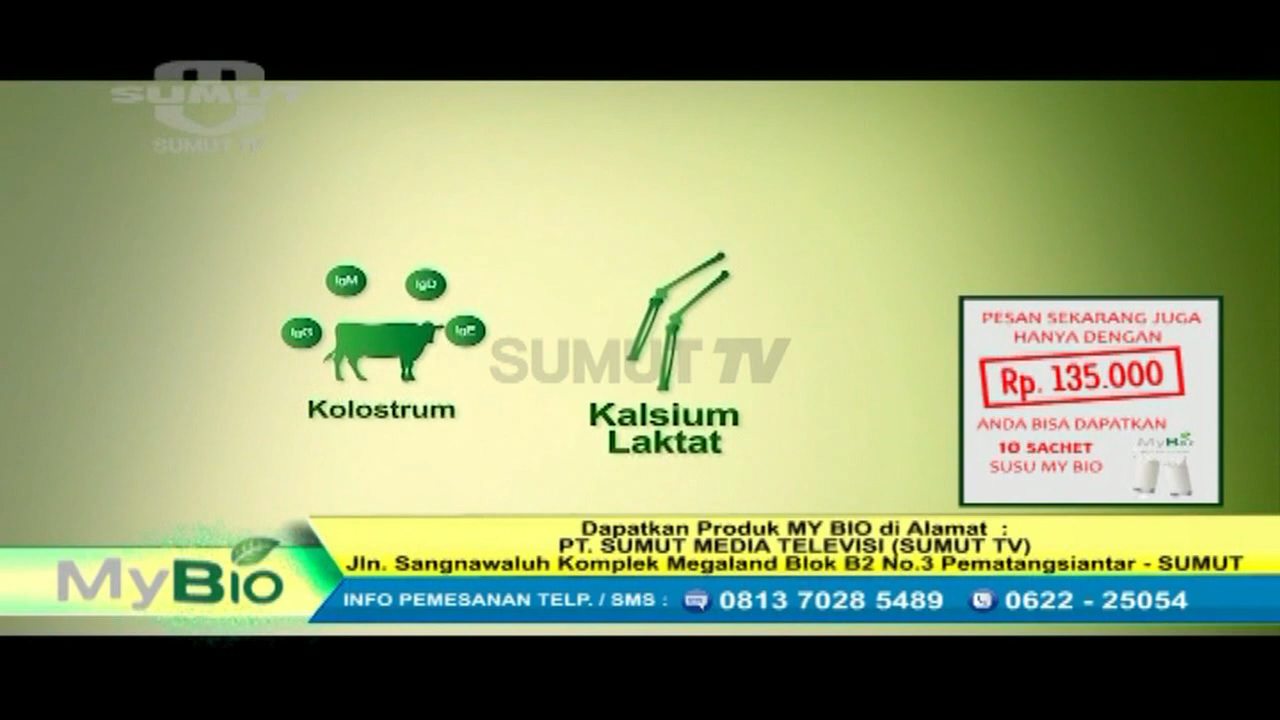 SUMUT
SUMUT TV
IgM
IgD
IgG
IgE
SUMUT TV
Kolostrum
Kalsium
Laktat
PESAN SEKARANG JUGA
HANYA DENGAN
Rp. 135.000
ANDA BISA DAPATKAN
10 SACHET
SUSU MY BIO
MyBio
MyBio
Dapatkan Produk MY BIO di Alamat :
PT. SUMUT MEDIA TELEVISI (SUMUT TV)
Jln. Sangnawaluh Komplek Megaland Blok B2 No.3 Pematangsiantar - SUMUT
INFO PEMESANAN TELP. / SMS : 0813 7028 5489 0622 - 25054